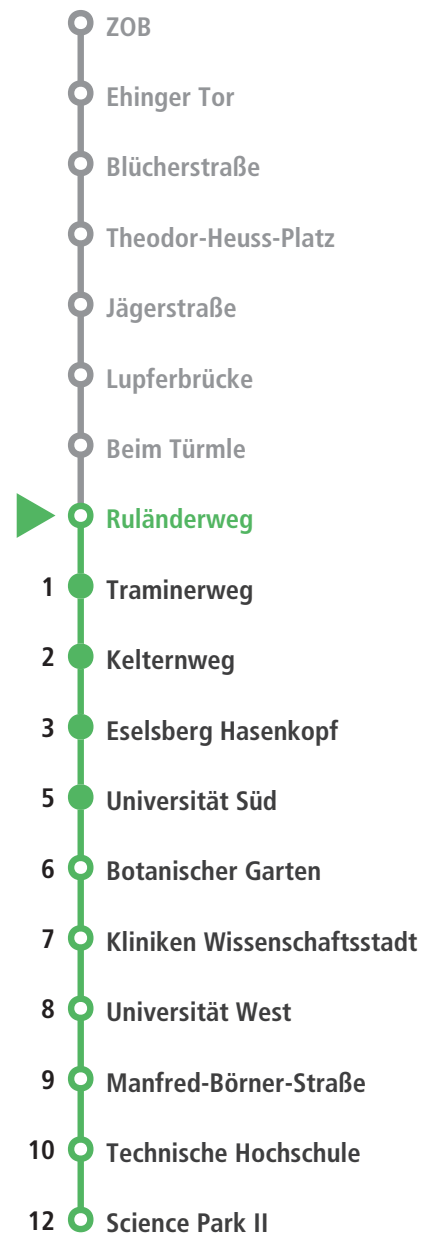 ZOB
Ehinger Tor
Blücherstraße
Theodor-Heuss-Platz
Jägerstraße
Lupferbrücke
Beim Türmle
Ruländerweg
1 Traminerweg
2 Kelternweg
3 Eselsberg Hasenkopf
5 Universität Süd
6 Botanischer Garten
7 Kliniken Wissenschaftsstadt
8 Universität West
9 Manfred-Börner-Straße
10 Technische Hochschule
12 Science Park II